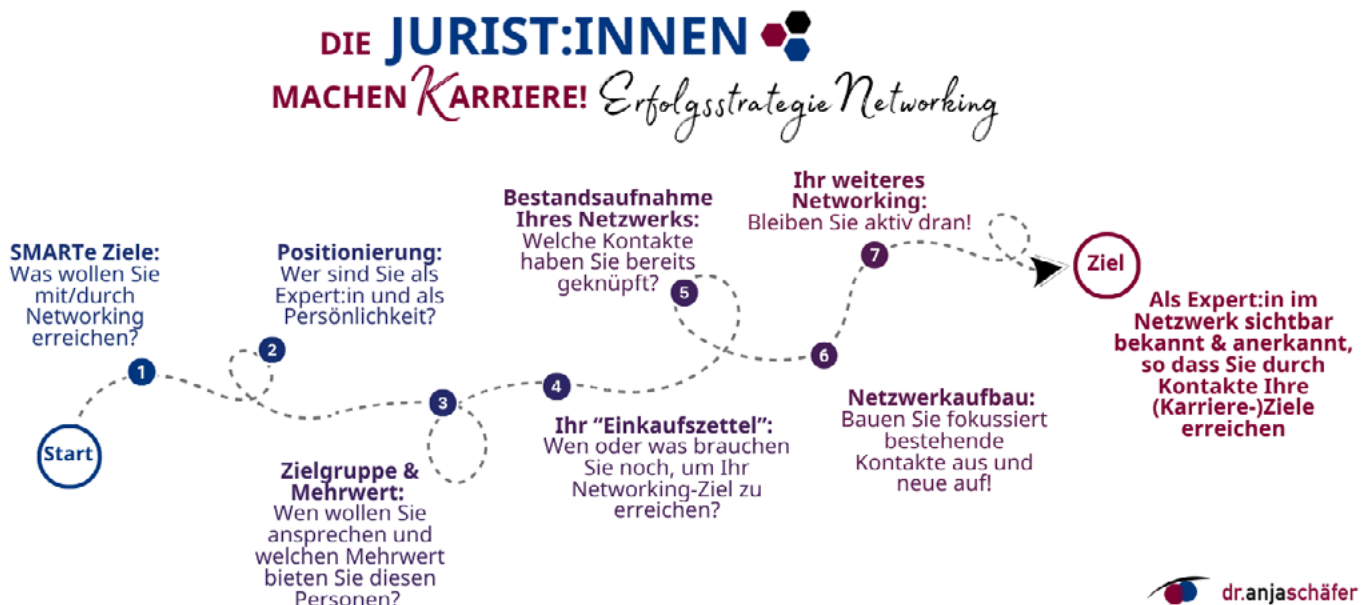 DIE JURIST:INNEN
MACHEN KARRIERE! Erfolgsstrategie Networking
Start
1
SMARTe Ziele:
Was wollen Sie
mit/durch
Networking
erreichen?
2
Positionierung:
Wer sind Sie als
Expert:in und als
Persönlichkeit?
3
Zielgruppe &
Mehrwert:
Wen wollen Sie
ansprechen und
welchen Mehrwert
bieten Sie diesen
Personen?
4
Ihr “Einkaufszettel”:
Wen oder was brauchen
Sie noch, um Ihr
Networking-Ziel zu
erreichen?
5
Bestandsaufnahme
Ihres Netzwerks:
Welche Kontakte
haben Sie bereits
geknüpft?
6
Netzwerkaufbau:
Bauen Sie fokussiert
bestehende
Kontakte aus und
neue auf!
7
Ihr weiteres
Networking:
Bleiben Sie aktiv dran!
Ziel
Als Expert:in im
Netzwerk sichtbar
bekannt & anerkannt,
so dass Sie durch
Kontakte Ihre
(Karriere-)Ziele
erreichen
dr.anjaschäfer